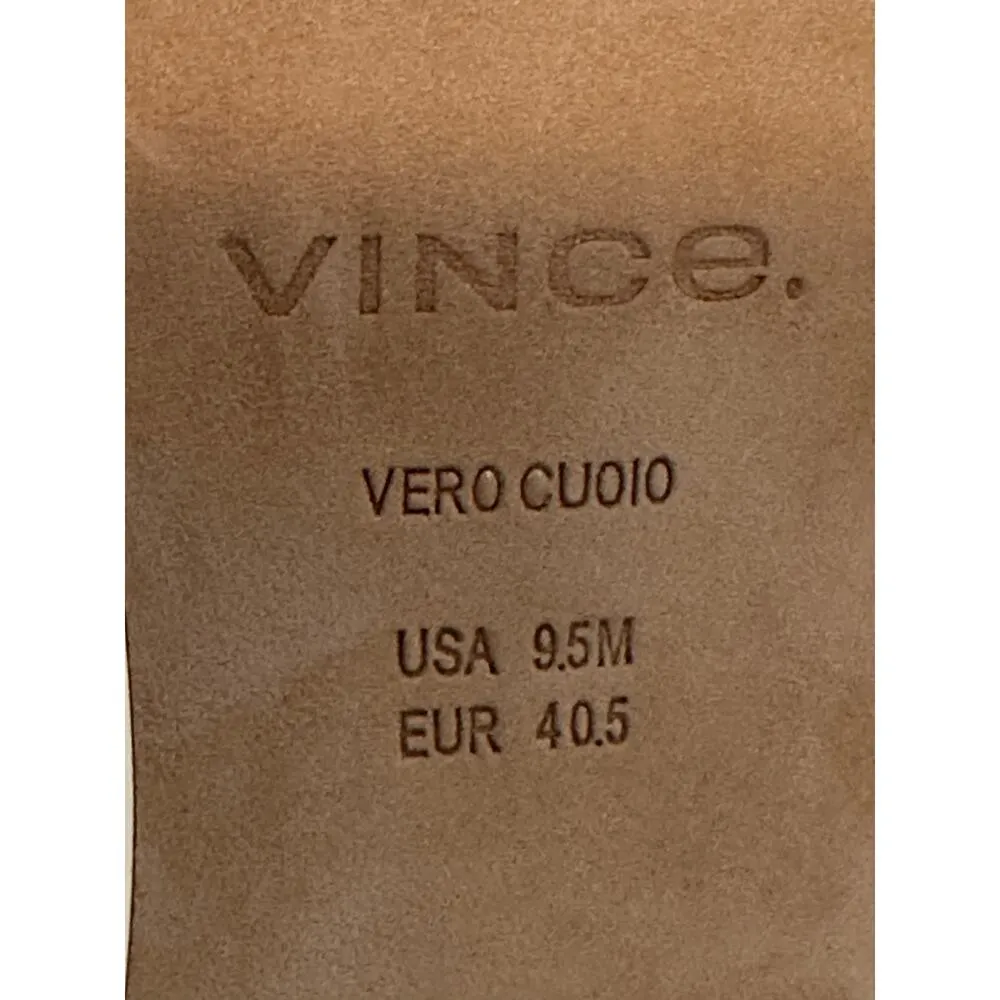 VINCe.
VERO CUOIO
USA 9.5M
EUR 40.5